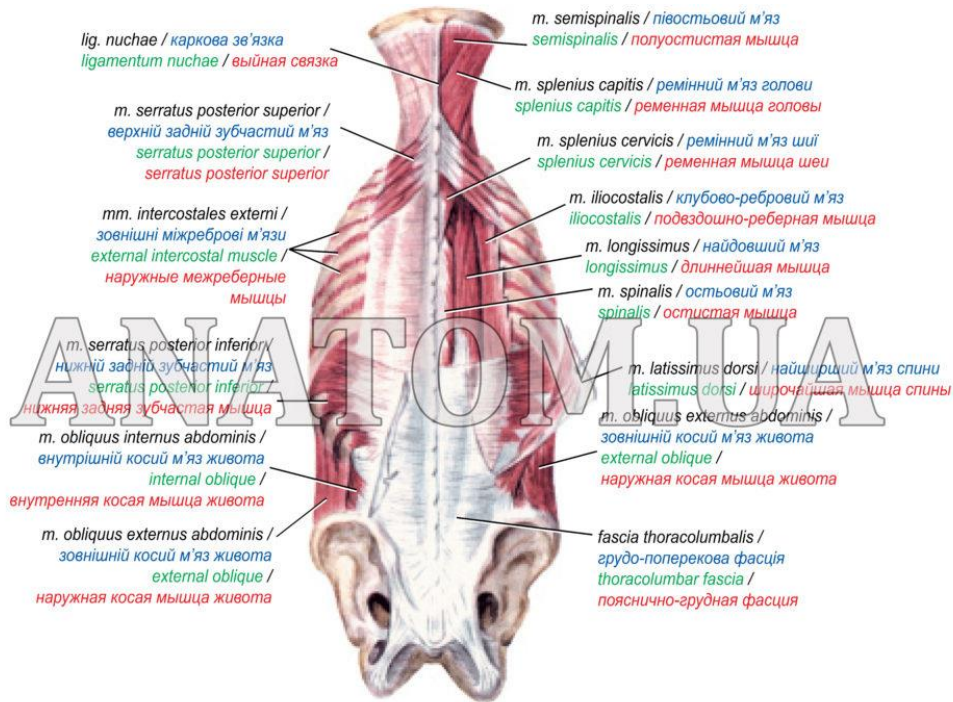 lig. nuchae / каркова зв’язка
ligamentum nuchae / выйная связка
m. serratus posterior superior /
верхній задній зубчастий м’яз
serratus posterior superior /
serratus posterior superior
mm. intercostales externi /
зовнішні міжреброві м’язи
external intercostal muscle /
наружные межреберные
мышцы
m. serratus posterior inferior /
нижній задній зубчастий м’яз
serratus posterior inferior /
нижняя задняя зубчастая мышца
m. obliquus internus abdominis /
внутрішній косий м’яз живота
internal oblique /
внутренняя косая мышца живота
m. obliquus externus abdominis /
зовнішній косий м’яз живота
external oblique /
наружная косая мышца живота
m. semispinalis / півостьовий м’яз
semispinalis / полуостистая мышца
m. splenius capitis / ремінний м’яз голови
splenius capitis / ременная мышца головы
m. splenius cervicis / ремінний м’яз шиї
splenius cervicis / ременная мышца шеи
m. iliocostalis / клубово-ребровий м’яз
iliocostalis / подвздошно-реберная мышца
m. longissimus / найдовший м’яз
longissimus / длиннейшая мышца
m. spinalis / остьовий м’яз
spinalis / остистая мышца
m. latissimus dorsi / найширший м’яз спини
latissimus dorsi / широчайшая мышца спины
m. obliquus externus abdominis /
зовнішній косий м’яз живота
external oblique /
наружная косая мышца живота
fascia thoracolumbalis /
грудо-поперекова фасція
thoracolumbar fascia /
пояснично-грудная фасция
ANATOM.UA